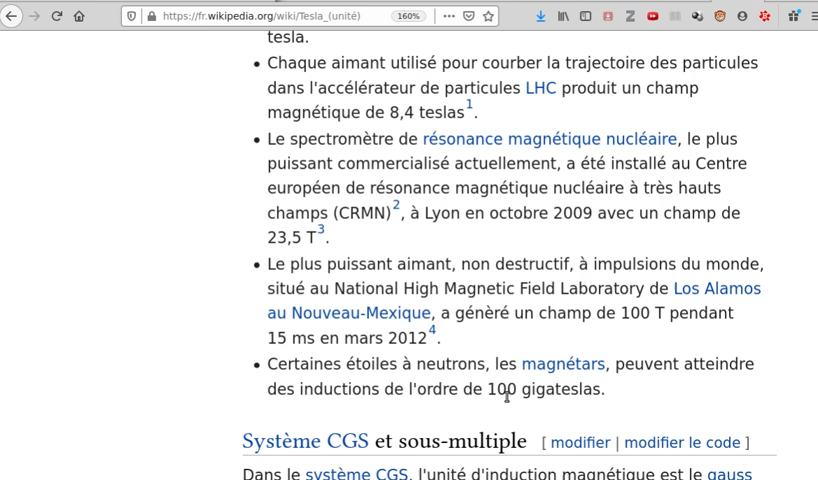 https://fr.wikipedia.org/wiki/Tesla_(unité)
160%
tesla.
• Chaque aimant utilisé pour courber la trajectoire des particules
dans l'accélérateur de particules LHC produit un champ
magnétique de 8,4 teslas1.
• Le spectromètre de résonance magnétique nucléaire, le plus
puissant commercialisé actuellement, a été installé au Centre
européen de résonance magnétique nucléaire à très hauts
champs (CRMN)2, à Lyon en octobre 2009 avec un champ de
23,5 T3.
• Le plus puissant aimant, non destructif, à impulsions du monde,
situé au National High Magnetic Field Laboratory de Los Alamos
au Nouveau-Mexique, a génèré un champ de 100 T pendant
15 ms en mars 20124.
• Certaines étoiles à neutrons, les magnétars, peuvent atteindre
des inductions de l'ordre de 100 gigateslas.
Système CGS et sous-multiple [ modifier | modifier le code ]
Dans le système CGS, l'unité d'induction magnétique est le gauss